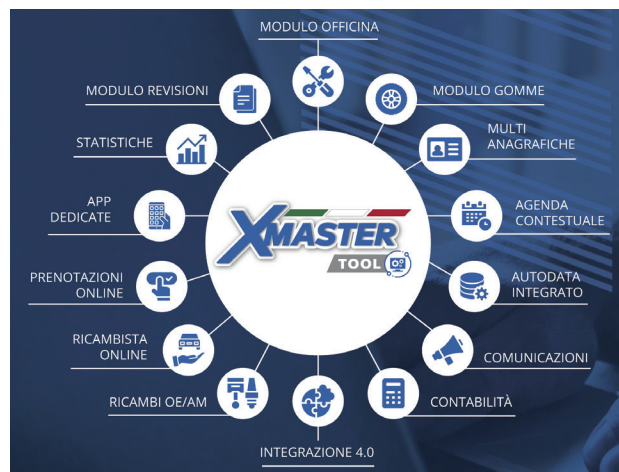 MODULO OFFICINA
MODULO REVISIONI
MODULO GOMME
STATISTICHE
MULTI
ANAGRAFICHE
APP
DEDICATE
AGENDA
CONTESTUALE
XMASTER
TOOL
PRENOTAZIONI
ONLINE
AUTODATA
INTEGRATO
RICAMBISTA
ONLINE
COMUNICAZIONI
RICAMBI OE/AM
CONTABILITÀ
INTEGRAZIONE 4.0